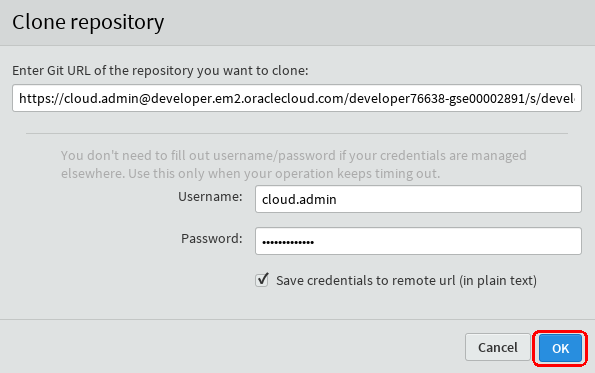 Clone repository
Enter Git URL of the repository you want to clone:
https://cloud.admin@developer.em2.oraclecloud.com/developer76638-gse00002891/s/devel
You don't need to fill out username/password if your credentials are managed
elsewhere. Use this only when your operation keeps timing out.
Username: cloud.admin
Password: •••••••••••••
Save credentials to remote url (in plain text)
Cancel OK